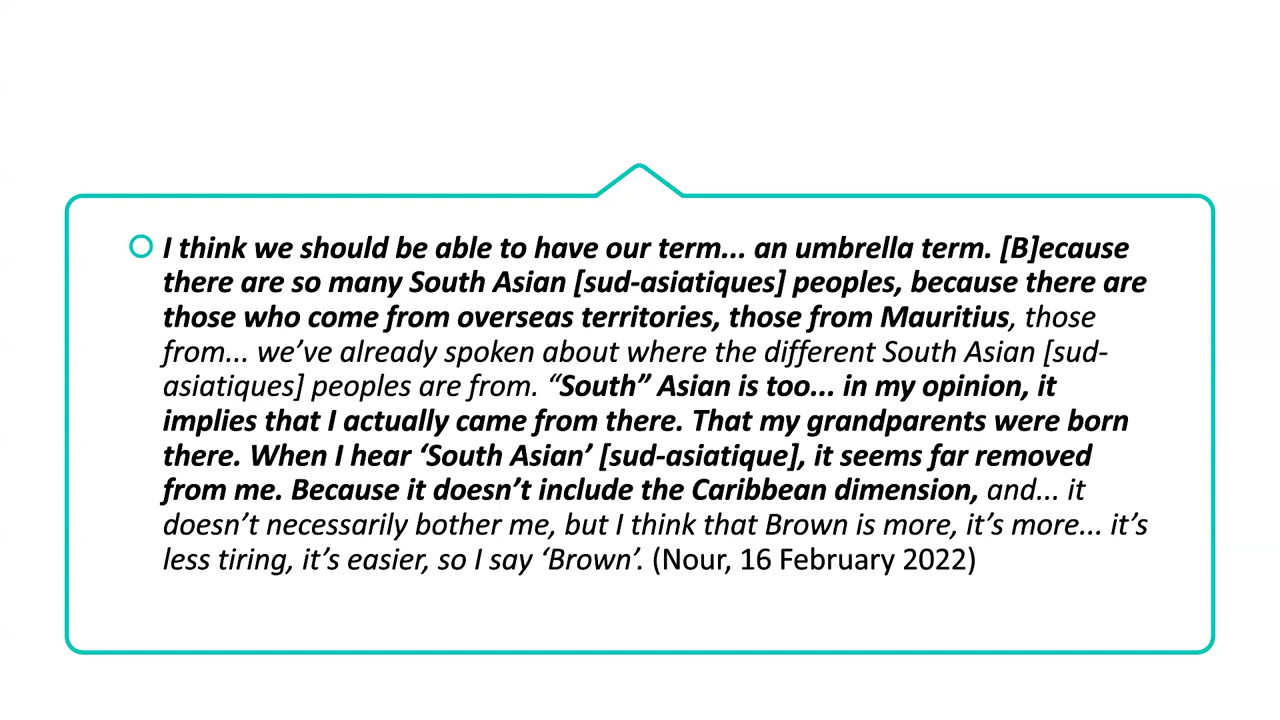 I think we should be able to have our term... an umbrella term. [B]ecause
there are so many South Asian [sud-asiatiques] peoples, because there are
those who come from overseas territories, those from Mauritius, those
from... we’ve already spoken about where the different South Asian [sud-
asiatiques] peoples are from. “South” Asian is too... in my opinion, it
implies that I actually came from there. That my grandparents were born
there. When I hear ‘South Asian’ [sud-asiatique], it seems far removed
from me. Because it doesn’t include the Caribbean dimension, and... it
doesn’t necessarily bother me, but I think that Brown is more, it’s more... it’s
less tiring, it’s easier, so I say ‘Brown’. (Nour, 16 February 2022)